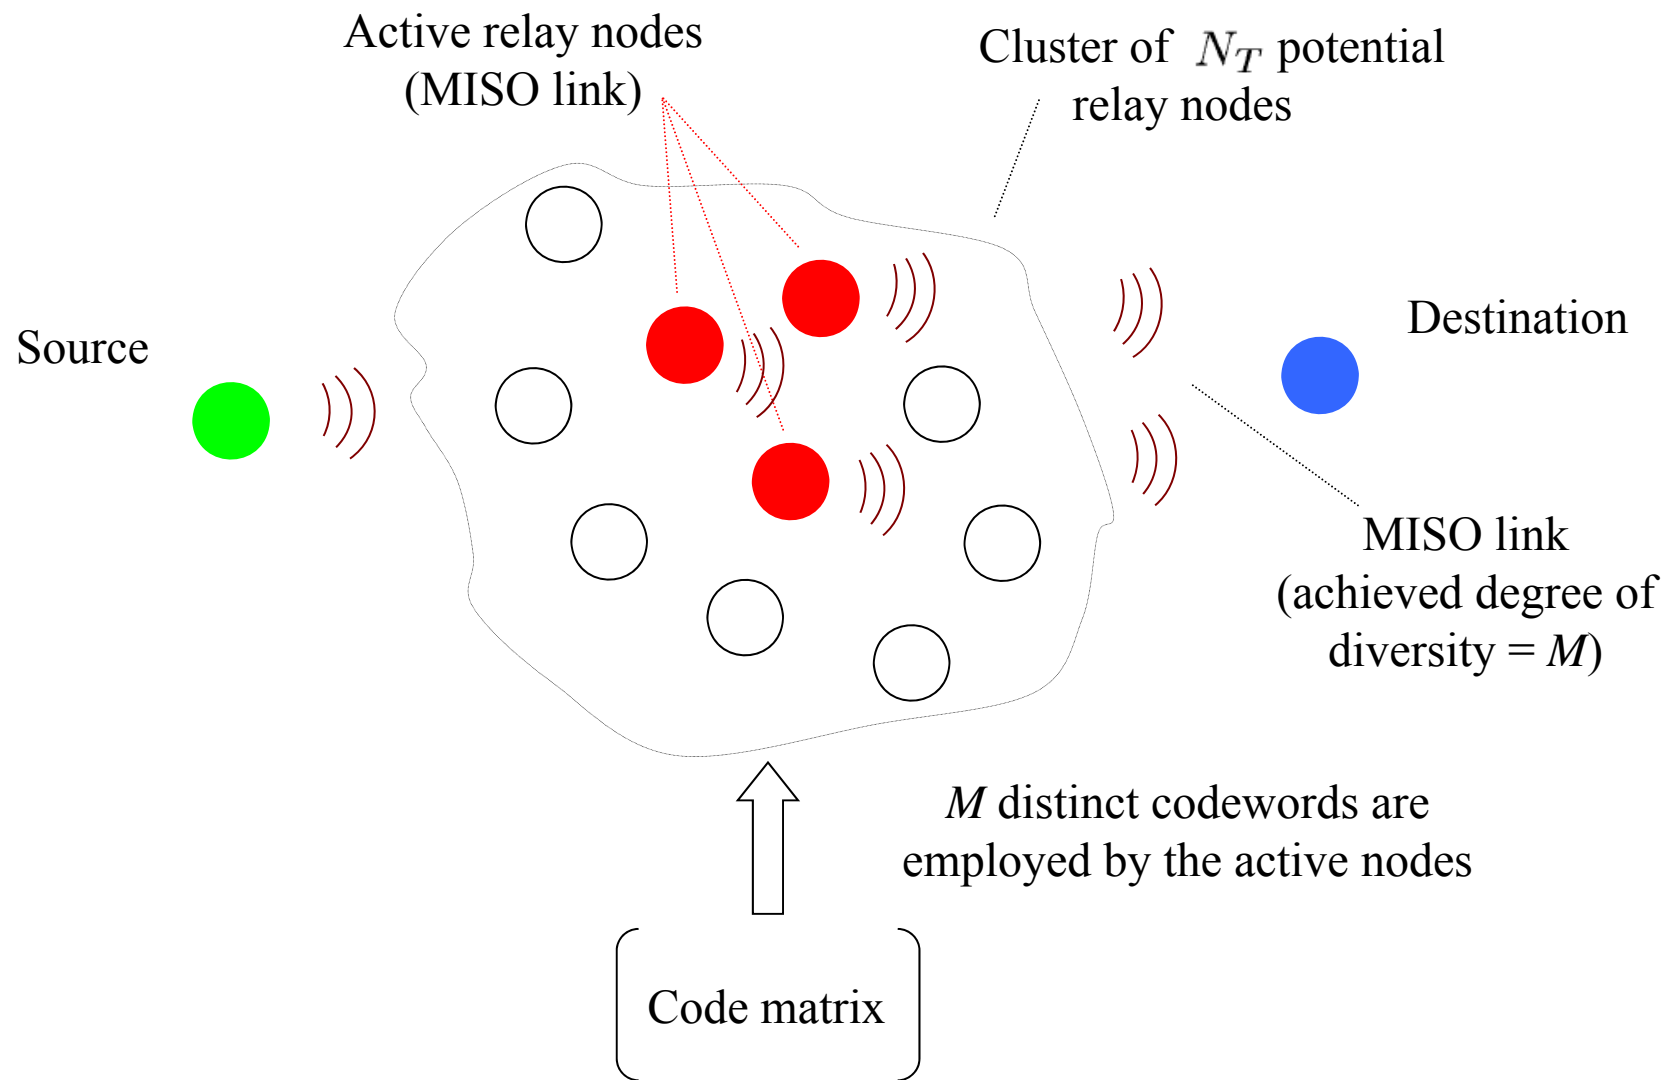 Active relay nodes
(MISO link)
Cluster of N_T potential
relay nodes
Source
Destination
MISO link
(achieved degree of
diversity = M)
M distinct codewords are
employed by the active nodes
Code matrix